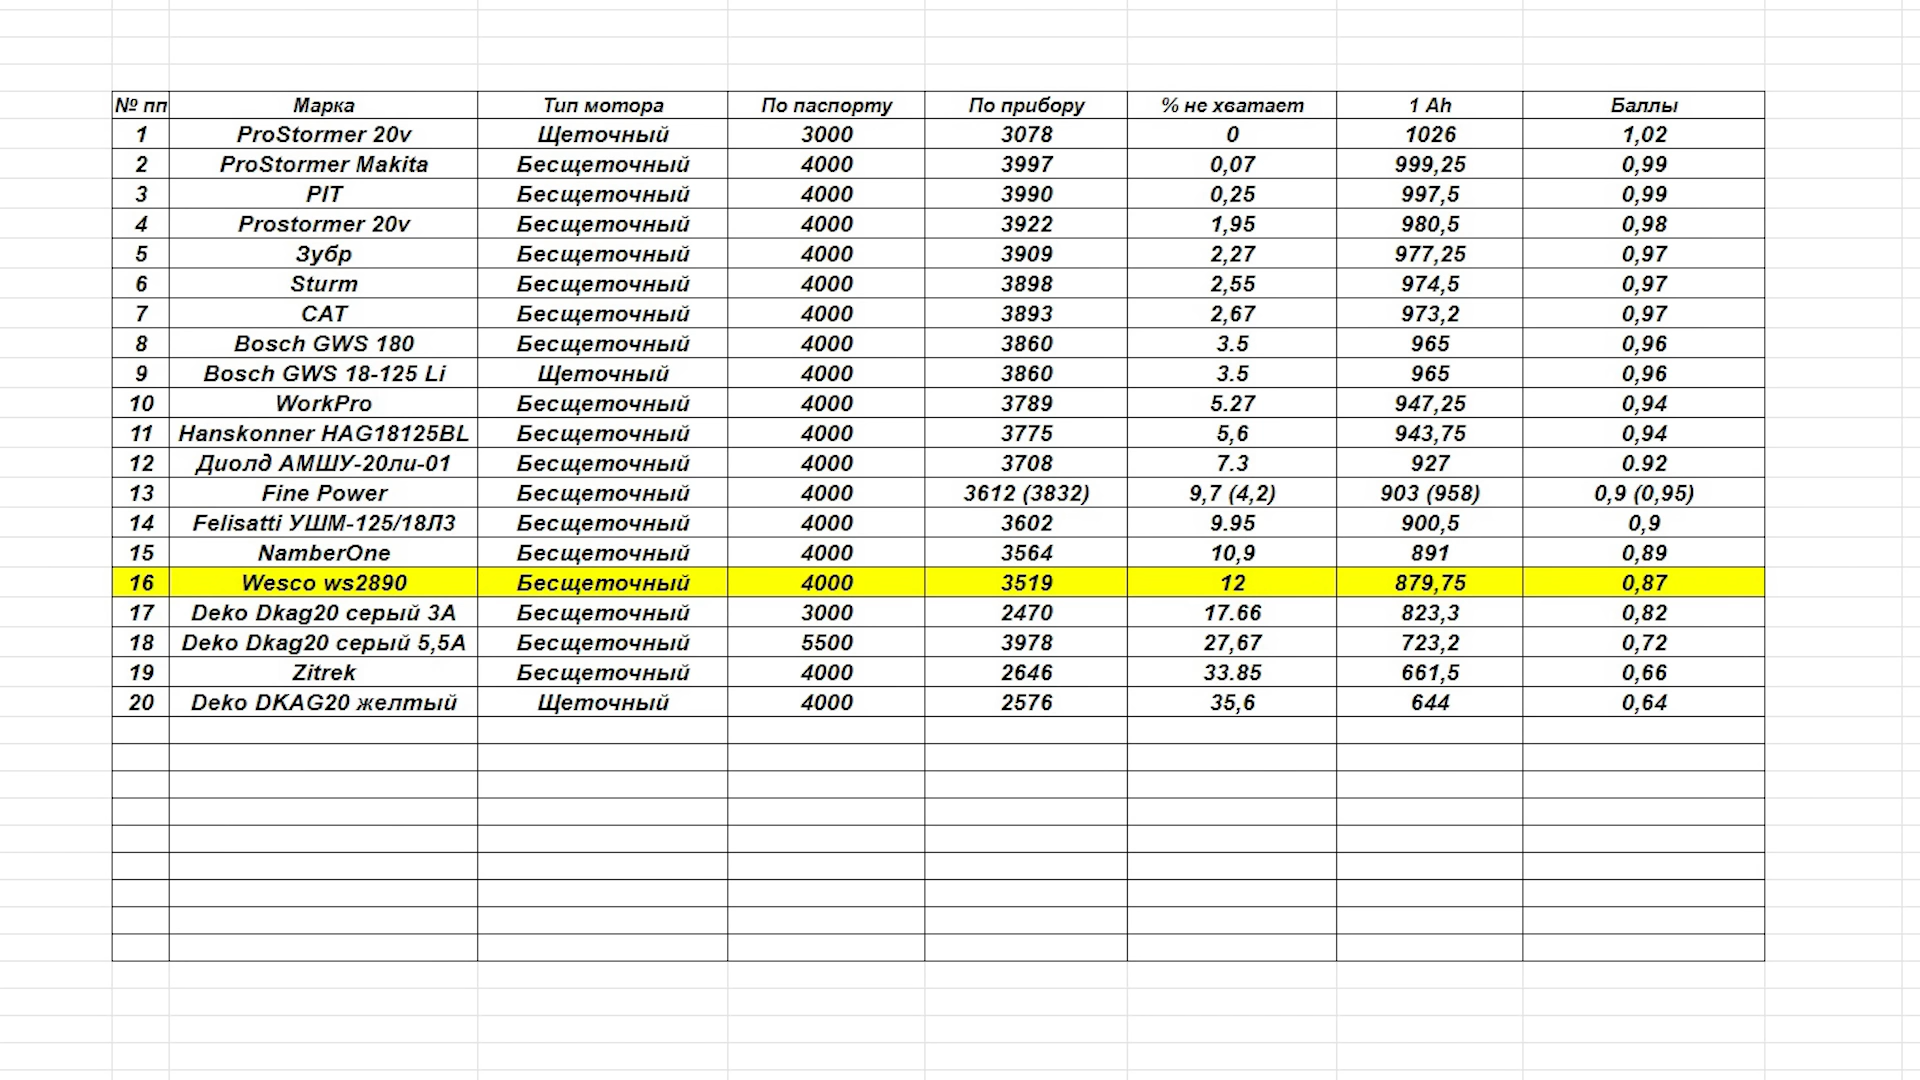 № пп Марка Тип мотора По паспорту По прибору % не хватает 1 Ah Баллы
1 ProStormer 20v Щеточный 3000 3078 0 1026 1,02
2 ProStormer Makita Бесщеточный 4000 3997 0,07 999,25 0,99
3 PIT Бесщеточный 4000 3990 0,25 997,5 0,99
4 Prostormer 20v Бесщеточный 4000 3922 1,95 980,5 0,98
5 Зубр Бесщеточный 4000 3909 2,27 977,25 0,97
6 Sturm Бесщеточный 4000 3898 2,55 974,5 0,97
7 CAT Бесщеточный 4000 3893 2,67 973,2 0,97
8 Bosch GWS 180 Бесщеточный 4000 3860 3.5 965 0,96
9 Bosch GWS 18-125 Li Щеточный 4000 3860 3.5 965 0,96
10 WorkPro Бесщеточный 4000 3789 5.27 947,25 0,94
11 Hanskonner HAG18125BL Бесщеточный 4000 3775 5,6 943,75 0,94
12 Диолд АМШУ-20ли-01 Бесщеточный 4000 3708 7.3 927 0.92
13 Fine Power Бесщеточный 4000 3612 (3832) 9,7 (4,2) 903 (958) 0,9 (0,95)
14 Felisatti УШМ-125/18Л3 Бесщеточный 4000 3602 9.95 900,5 0,9
15 NamberOne Бесщеточный 4000 3564 10,9 891 0,89
16 Wesco ws2890 Бесщеточный 4000 3519 12 879,75 0,87
17 Deko Dkag20 серый 3А Бесщеточный 3000 2470 17.66 823,3 0,82
18 Deko Dkag20 серый 5,5А Бесщеточный 5500 3978 27,67 723,2 0,72
19 Zitrek Бесщеточный 4000 2646 33.85 661,5 0,66
20 Deko DKAG20 желтый Щеточный 4000 2576 35,6 644 0,64